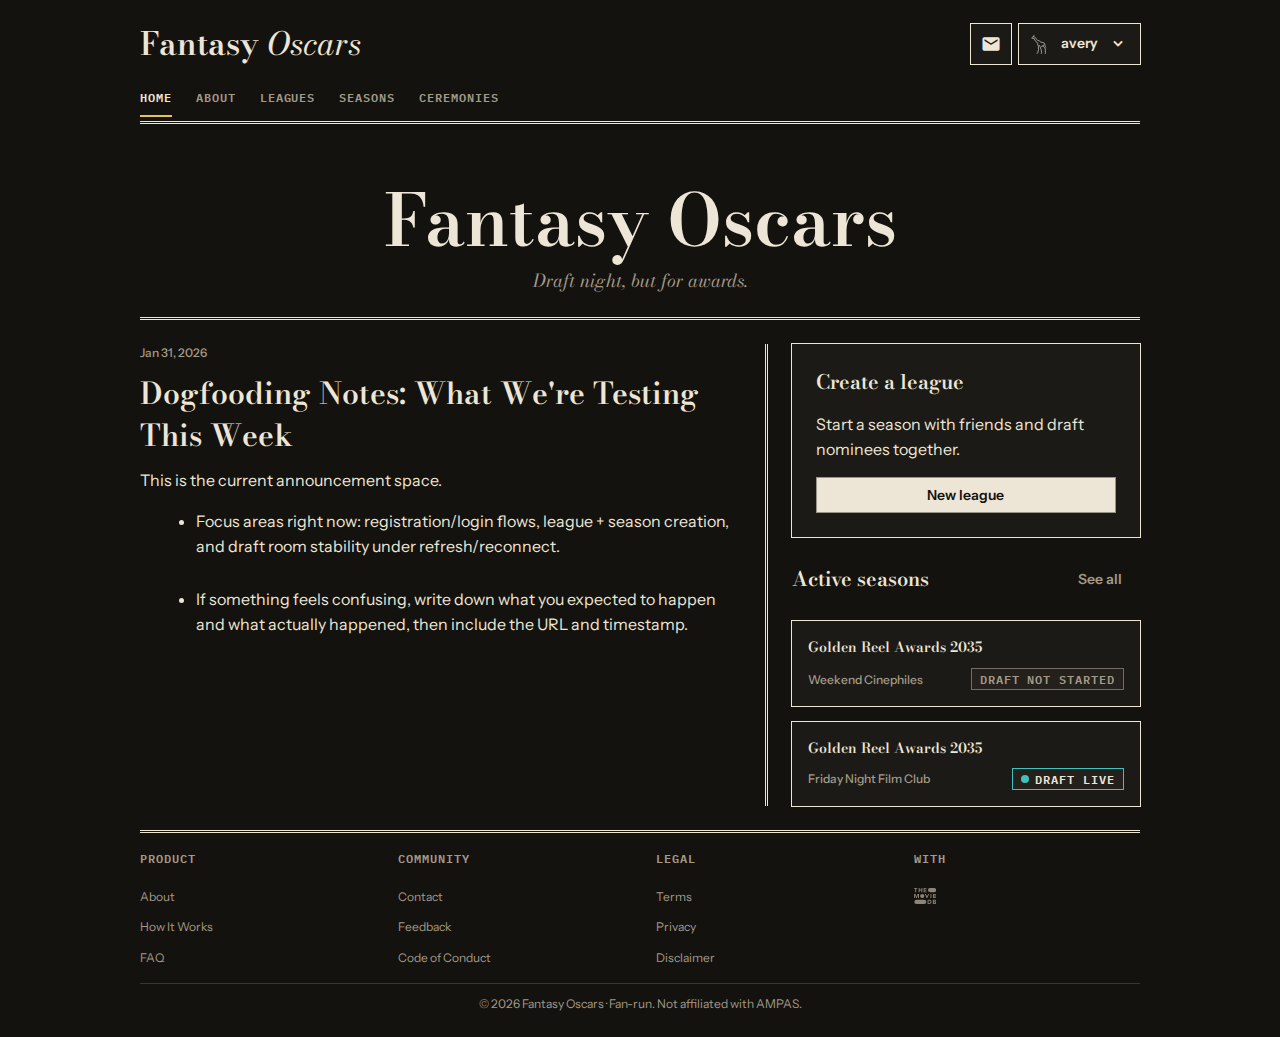 Fantasy Oscars
avery
HOME ABOUT LEAGUES SEASONS CEREMONIES
Fantasy Oscars
Draft night, but for awards.
Jan 31, 2026
Dogfooding Notes: What We're Testing
This Week
This is the current announcement space.
• Focus areas right now: registration/login flows, league + season creation,
and draft room stability under refresh/reconnect.
• If something feels confusing, write down what you expected to happen
and what actually happened, then include the URL and timestamp.
Create a league
Start a season with friends and draft
nominees together.
New league
Active seasons
See all
Golden Reel Awards 2035
Weekend Cinephiles
DRAFT NOT STARTED
Golden Reel Awards 2035
Friday Night Film Club
DRAFT LIVE
PRODUCT
About
How It Works
FAQ
COMMUNITY
Contact
Feedback
Code of Conduct
LEGAL
Terms
Privacy
Disclaimer
WITH
THE
MOVIE
DB
© 2026 Fantasy Oscars · Fan-run. Not affiliated with AMPAS.